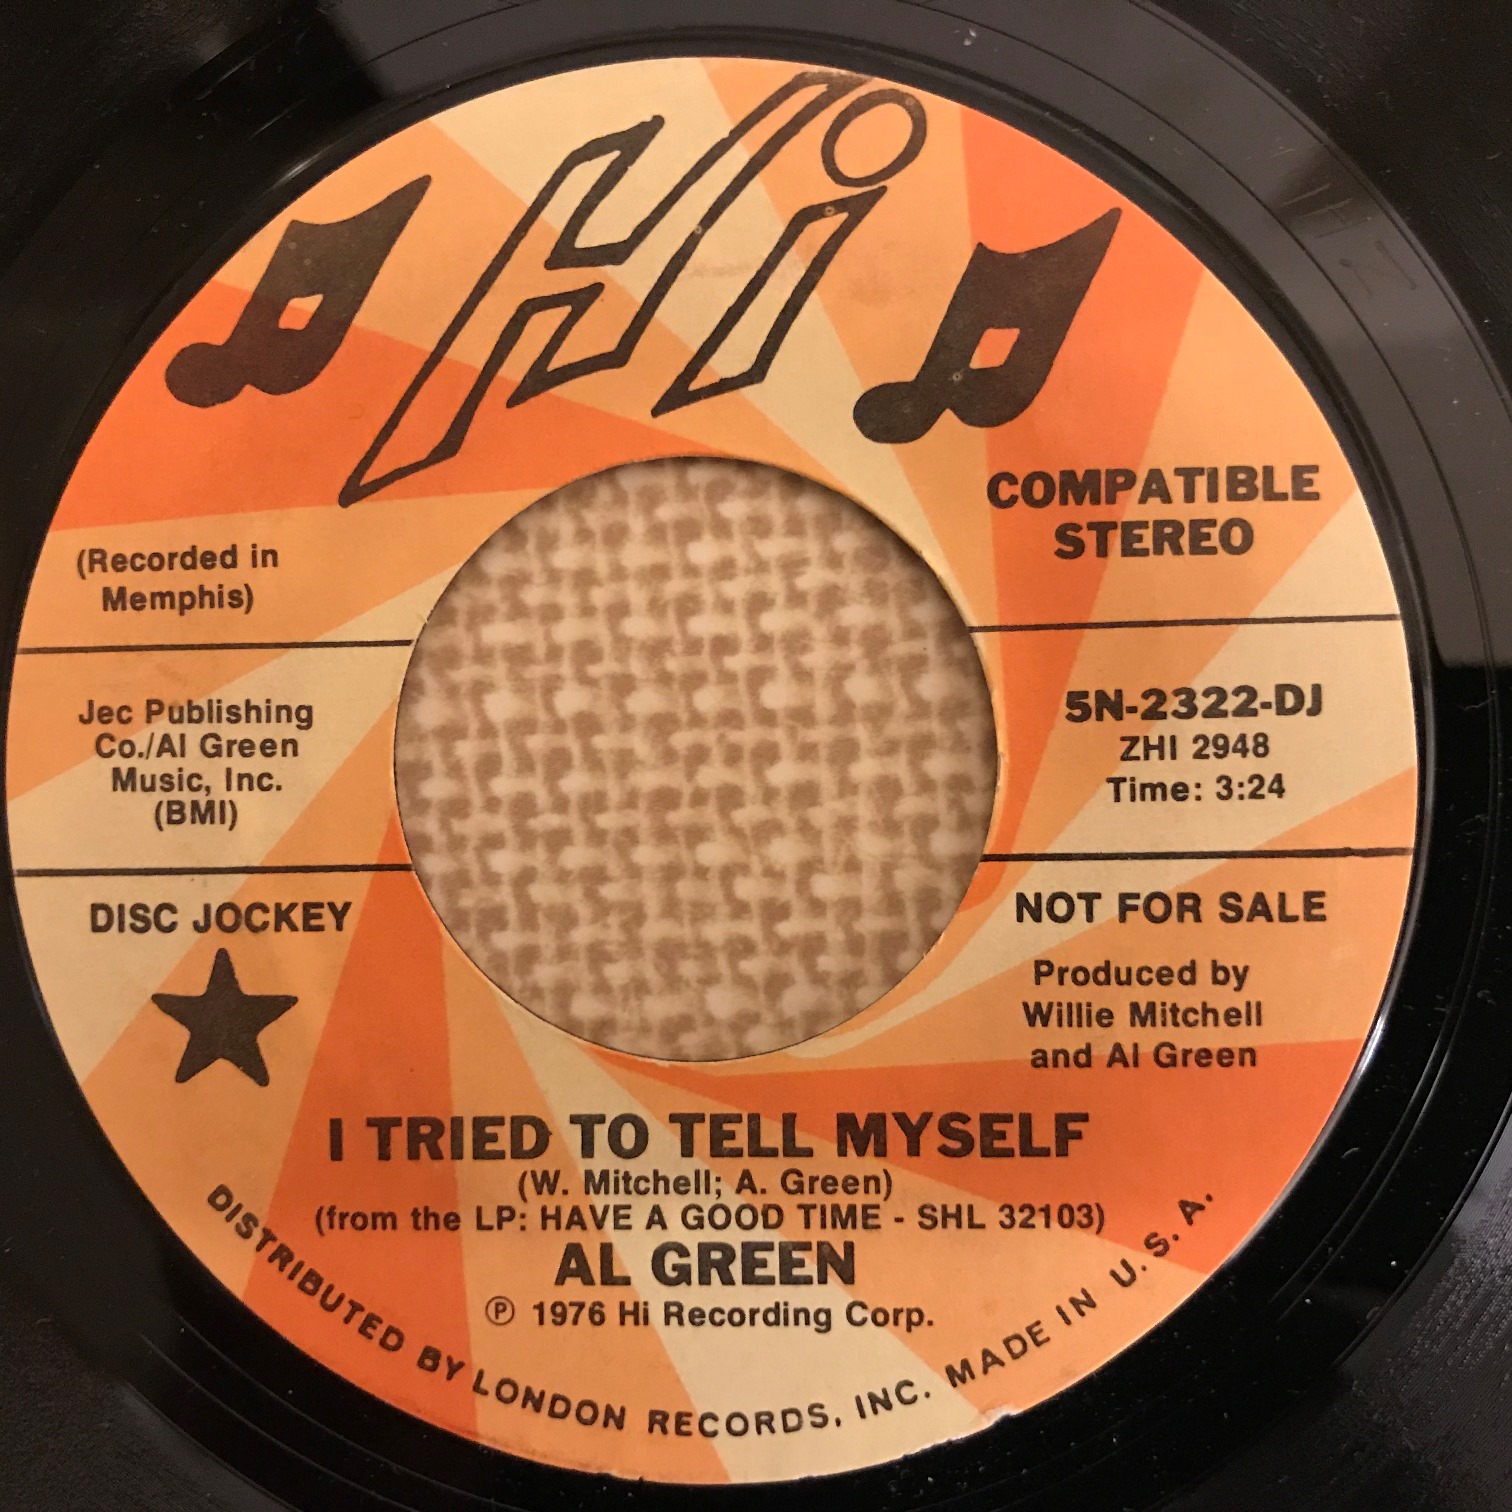 Hi
COMPATIBLE
STEREO
(Recorded in
Memphis)
Jec Publishing
Co./Al Green
Music, Inc.
(BMI)
5N-2322-DJ
ZHI 2948
Time: 3:24
DISC JOCKEY
NOT FOR SALE
Produced by
Willie Mitchell
and Al Green
I TRIED TO TELL MYSELF
(W. Mitchell; A. Green)
(from the LP: HAVE A GOOD TIME - SHL 32103)
AL GREEN
℗ 1976 Hi Recording Corp.
DISTRIBUTED BY LONDON RECORDS, INC. MADE IN U. S. A.